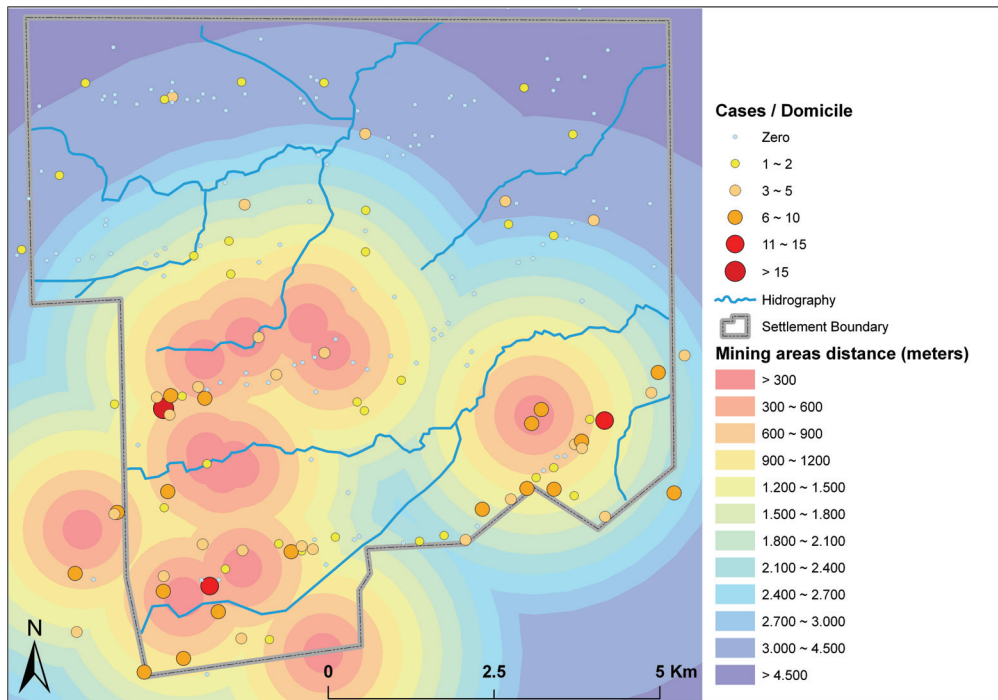 Cases / Domicile
Zero
1 ~ 2
3 ~ 5
6 ~ 10
11 ~ 15
> 15
Hidrography
Settlement Boundary
Mining areas distance (meters)
> 300
300 ~ 600
600 ~ 900
900 ~ 1200
1.200 ~ 1.500
1.500 ~ 1.800
1.800 ~ 2.100
2.100 ~ 2.400
2.400 ~ 2.700
2.700 ~ 3.000
3.000 ~ 4.500
> 4.500
N
0 2.5 5 Km